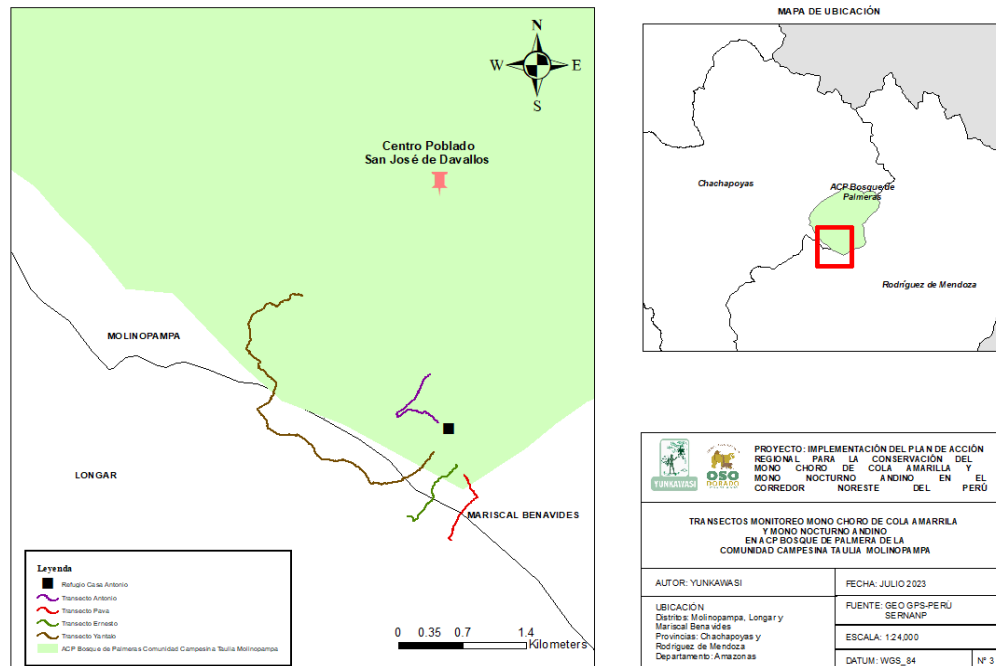 N
W
E
S
Centro Poblado
San José de Davallos
MOLINOPAMPA
LONGAR
MARISCAL BENAVIDES
Leyenda
Refugio Casa Antonio
Transecto Antonio
Transecto Pava
Transecto Ernesto
Transecto Yantalo
ACP Bosque de Palmeras Comunidad Campesina Taulia Molinopampa
0 0.35 0.7 1.4
Kilometers
MAPA DE UBICACIÓN
Chachapoyas
ACP Bosque de
Palmeras
Rodríguez de Mendoza
YUNKAWASI
OSO
DORADO
PROYECTO: IMPLEMENTACIÓN DEL PLAN DE ACCIÓN
REGIONAL PARA LA CONSERVACIÓN DEL
MONO CHORO DE COLA AMARILLA Y
MONO NOCTURNO ANDINO EN EL
CORREDOR NORESTE DEL PERÚ
TRANSECTOS MONITOREO MONO CHORO DE COLA AMARRILA
Y MONO NOCTURNO ANDINO
EN ACP BOSQUE DE PALMERA DE LA
COMUNIDAD CAMPESINA TAULIA MOLINOPAMPA
AUTOR: YUNKAWASI
FECHA: JULIO 2023
UBICACIÓN
Distritos: Molinopampa, Longar y
Mariscal Benavides
Provincias: Chachapoyas y
Rodríguez de Mendoza
Departamento: Amazonas
FUENTE: GEO GPS-PERÚ
SERNANP
ESCALA: 1:24,000
DATUM: WGS_84
N° 3